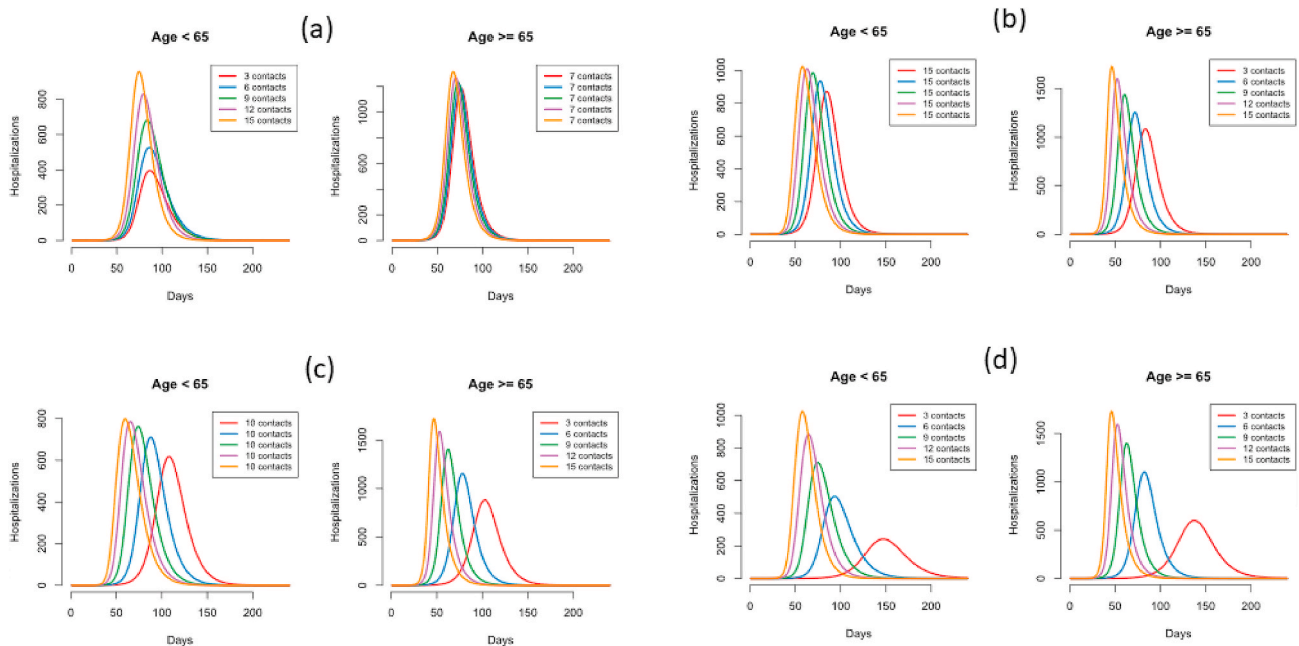 (a)
Age < 65
Hospitalizations
0 200 400 600 800
0 50 100 150 200
Days
3 contacts
6 contacts
9 contacts
12 contacts
15 contacts
Age >= 65
Hospitalizations
0 200 600 1000
0 50 100 150 200
Days
7 contacts
7 contacts
7 contacts
7 contacts
7 contacts
(b)
Age < 65
Hospitalizations
0 200 400 600 800 1000
0 50 100 150 200
Days
15 contacts
15 contacts
15 contacts
15 contacts
15 contacts
Age >= 65
Hospitalizations
0 500 1000 1500
0 50 100 150 200
Days
3 contacts
6 contacts
9 contacts
12 contacts
15 contacts
(c)
Age < 65
Hospitalizations
0 200 400 600 800
0 50 100 150 200
Days
10 contacts
10 contacts
10 contacts
10 contacts
10 contacts
Age >= 65
Hospitalizations
0 500 1000 1500
0 50 100 150 200
Days
3 contacts
6 contacts
9 contacts
12 contacts
15 contacts
(d)
Age < 65
Hospitalizations
0 200 400 600 800 1000
0 50 100 150 200
Days
3 contacts
6 contacts
9 contacts
12 contacts
15 contacts
Age >= 65
Hospitalizations
0 500 1000 1500
0 50 100 150 200
Days
3 contacts
6 contacts
9 contacts
12 contacts
15 contacts